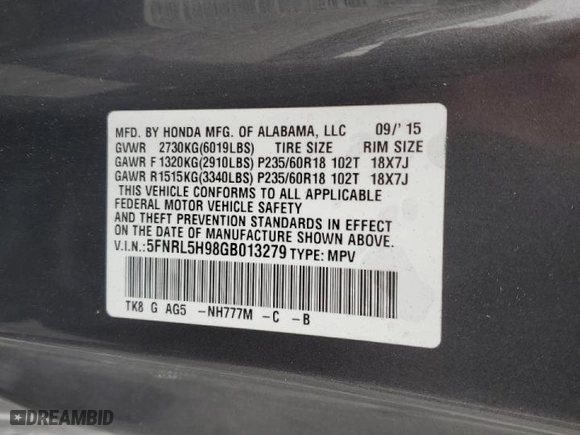 MFD. BY HONDA MFG. OF ALABAMA, LLC 09/' 15
GVWR 2730KG(6019LBS) TIRE SIZE RIM SIZE
GAWR F 1320KG(2910LBS) P235/60R18 102T 18X7J
GAWR R 1515KG(3340LBS) P235/60R18 102T 18X7J
THIS VEHICLE CONFORMS TO ALL APPLICABLE
FEDERAL MOTOR VEHICLE SAFETY
AND THEFT PREVENTION STANDARDS IN EFFECT
ON THE DATE OF MANUFACTURE SHOWN ABOVE.
V.I.N.:5FNRL5H98GB013279 TYPE: MPV
TK8 G AG5 -NH777M -C -B
DREAMBID